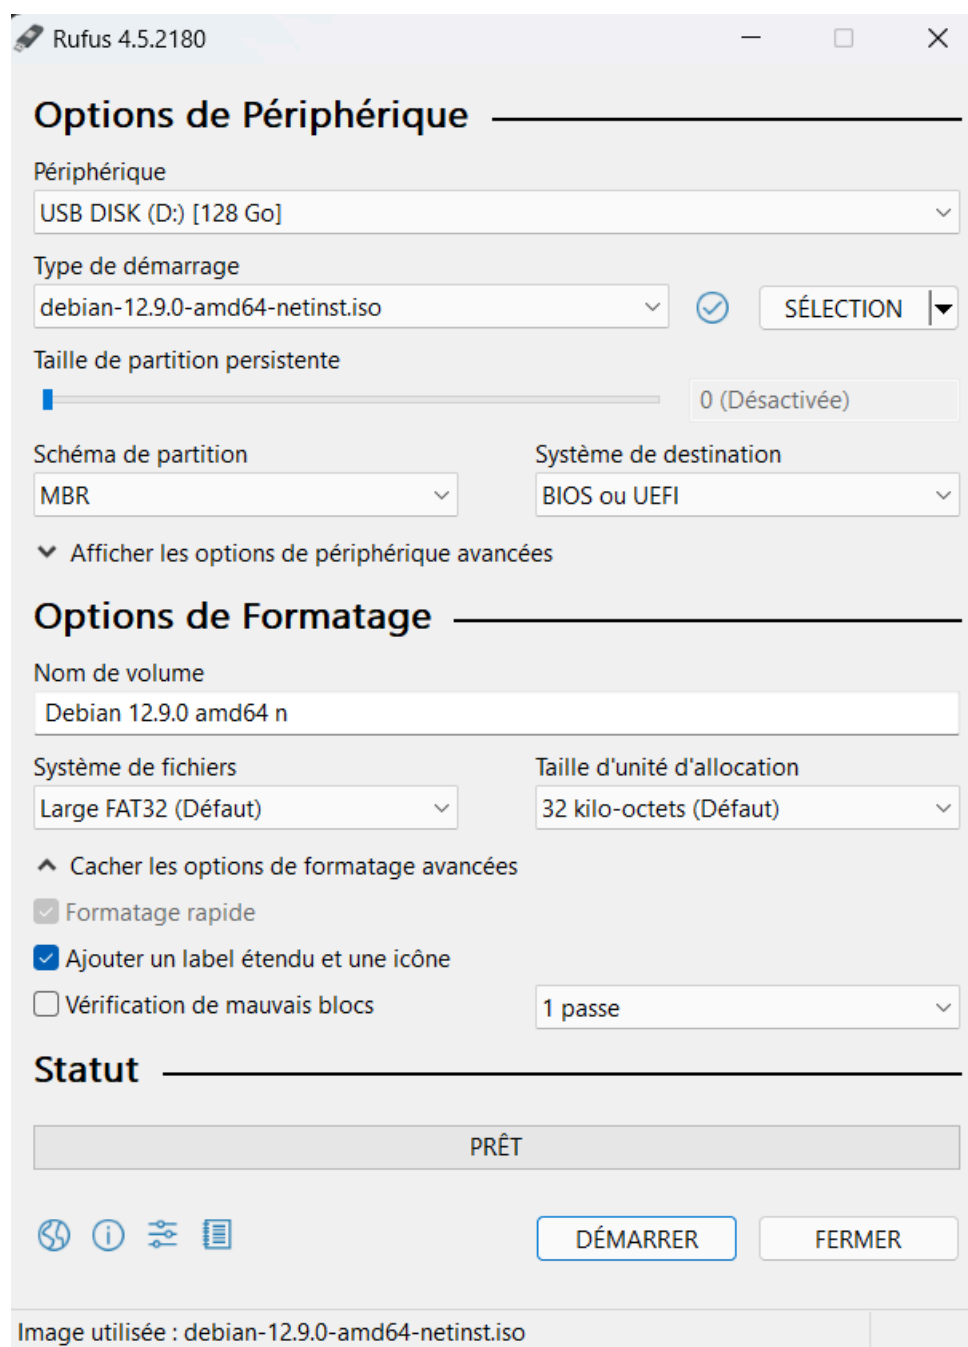 Rufus 4.5.2180
Options de Périphérique
Périphérique
USB DISK (D:) [128 Go]
Type de démarrage
debian-12.9.0-amd64-netinst.iso
SÉLECTION
Taille de partition persistente
0 (Désactivée)
Schéma de partition
Système de destination
MBR
BIOS ou UEFI
Afficher les options de périphérique avancées
Options de Formatage
Nom de volume
Debian 12.9.0 amd64 n
Système de fichiers
Taille d'unité d'allocation
Large FAT32 (Défaut)
32 kilo-octets (Défaut)
Cacher les options de formatage avancées
Formatage rapide
Ajouter un label étendu et une icône
Vérification de mauvais blocs
1 passe
Statut
PRÊT
DÉMARRER
FERMER
Image utilisée : debian-12.9.0-amd64-netinst.iso